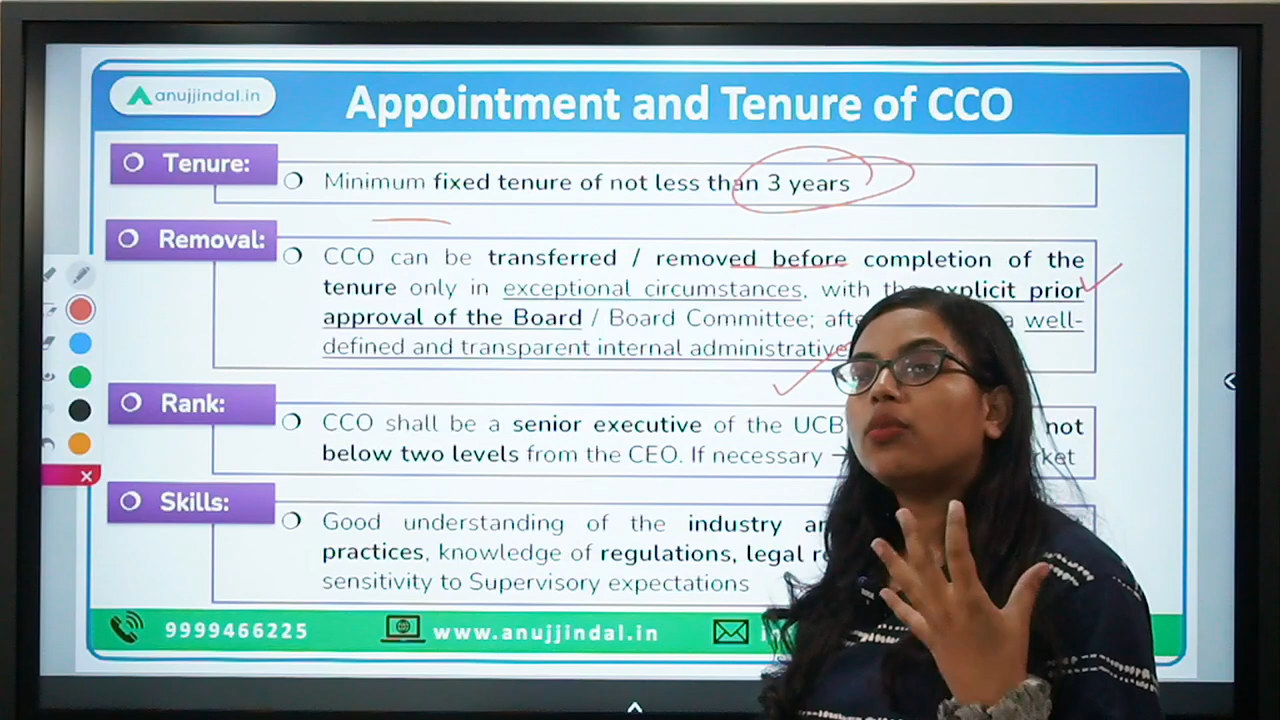 anujjindal.in
Appointment and Tenure of CCO
Tenure:
Minimum fixed tenure of not less than 3 years
Removal:
CCO can be transferred / removed before completion of the
tenure only in exceptional circumstances, with the explicit prior
approval of the Board / Board Committee; a well-
defined and transparent internal administrative
Rank:
CCO shall be a senior executive of the UCB not
below two levels from the CEO. If necessary →
Skills:
Good understanding of the industry
practices, knowledge of regulations, legal
sensitivity to Supervisory expectations
9999466225
www.anujjindal.in